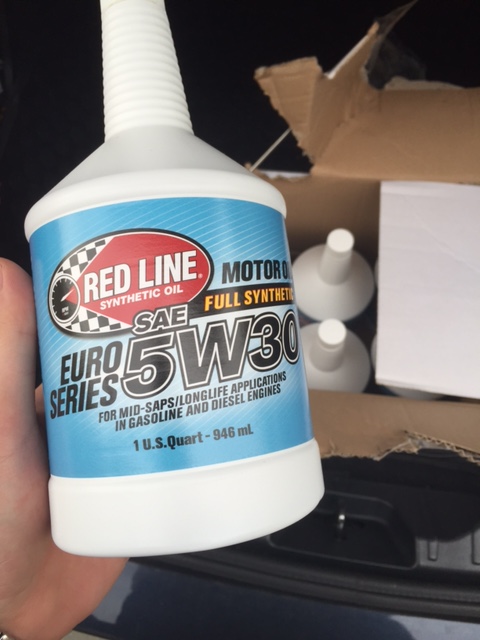 RED LINE®
SYNTHETIC OIL
MOTOR
FULL SYNTHETIC
SAE
EURO SERIES
5W30
FOR MID-SAPS/LONGLIFE APPLICATIONS
IN GASOLINE AND DIESEL ENGINES
1 U.S.Quart - 946 mL